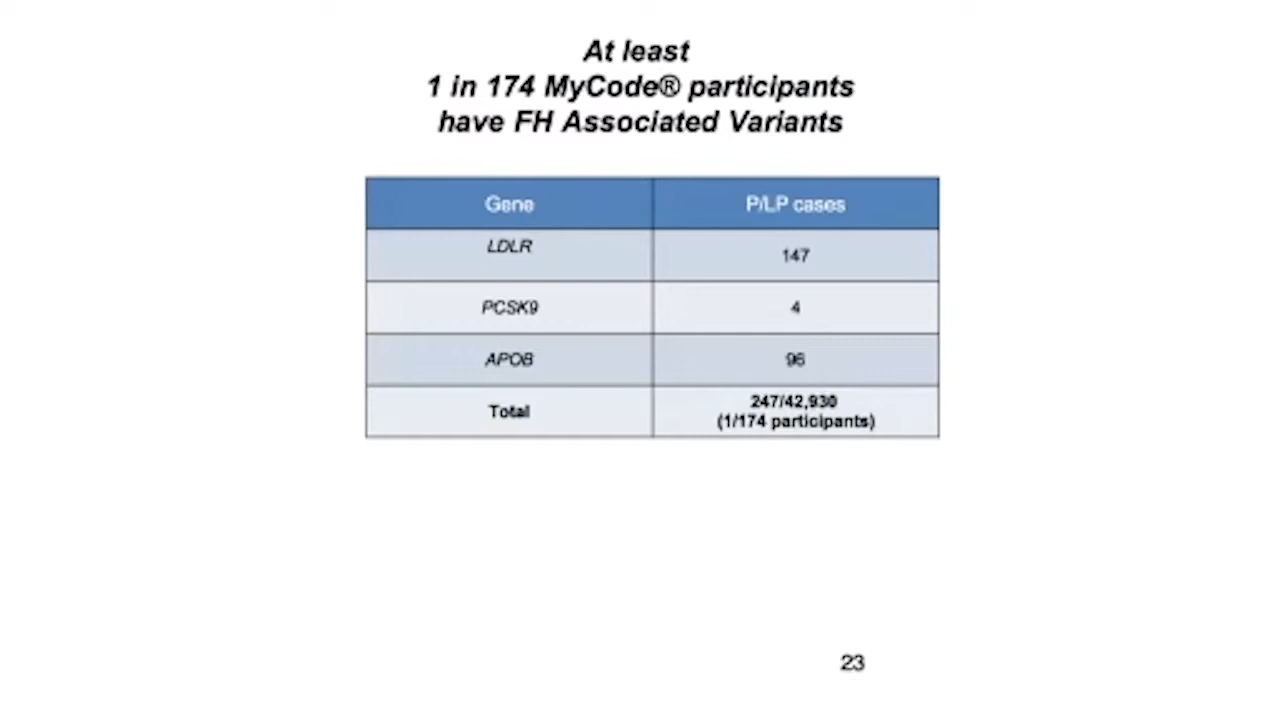 At least
1 in 174 MyCode® participants
have FH Associated Variants
Gene P/LP cases
LDLR 147
PCSK9 4
APOB 96
Total 247/42,930
(1/174 participants)
23